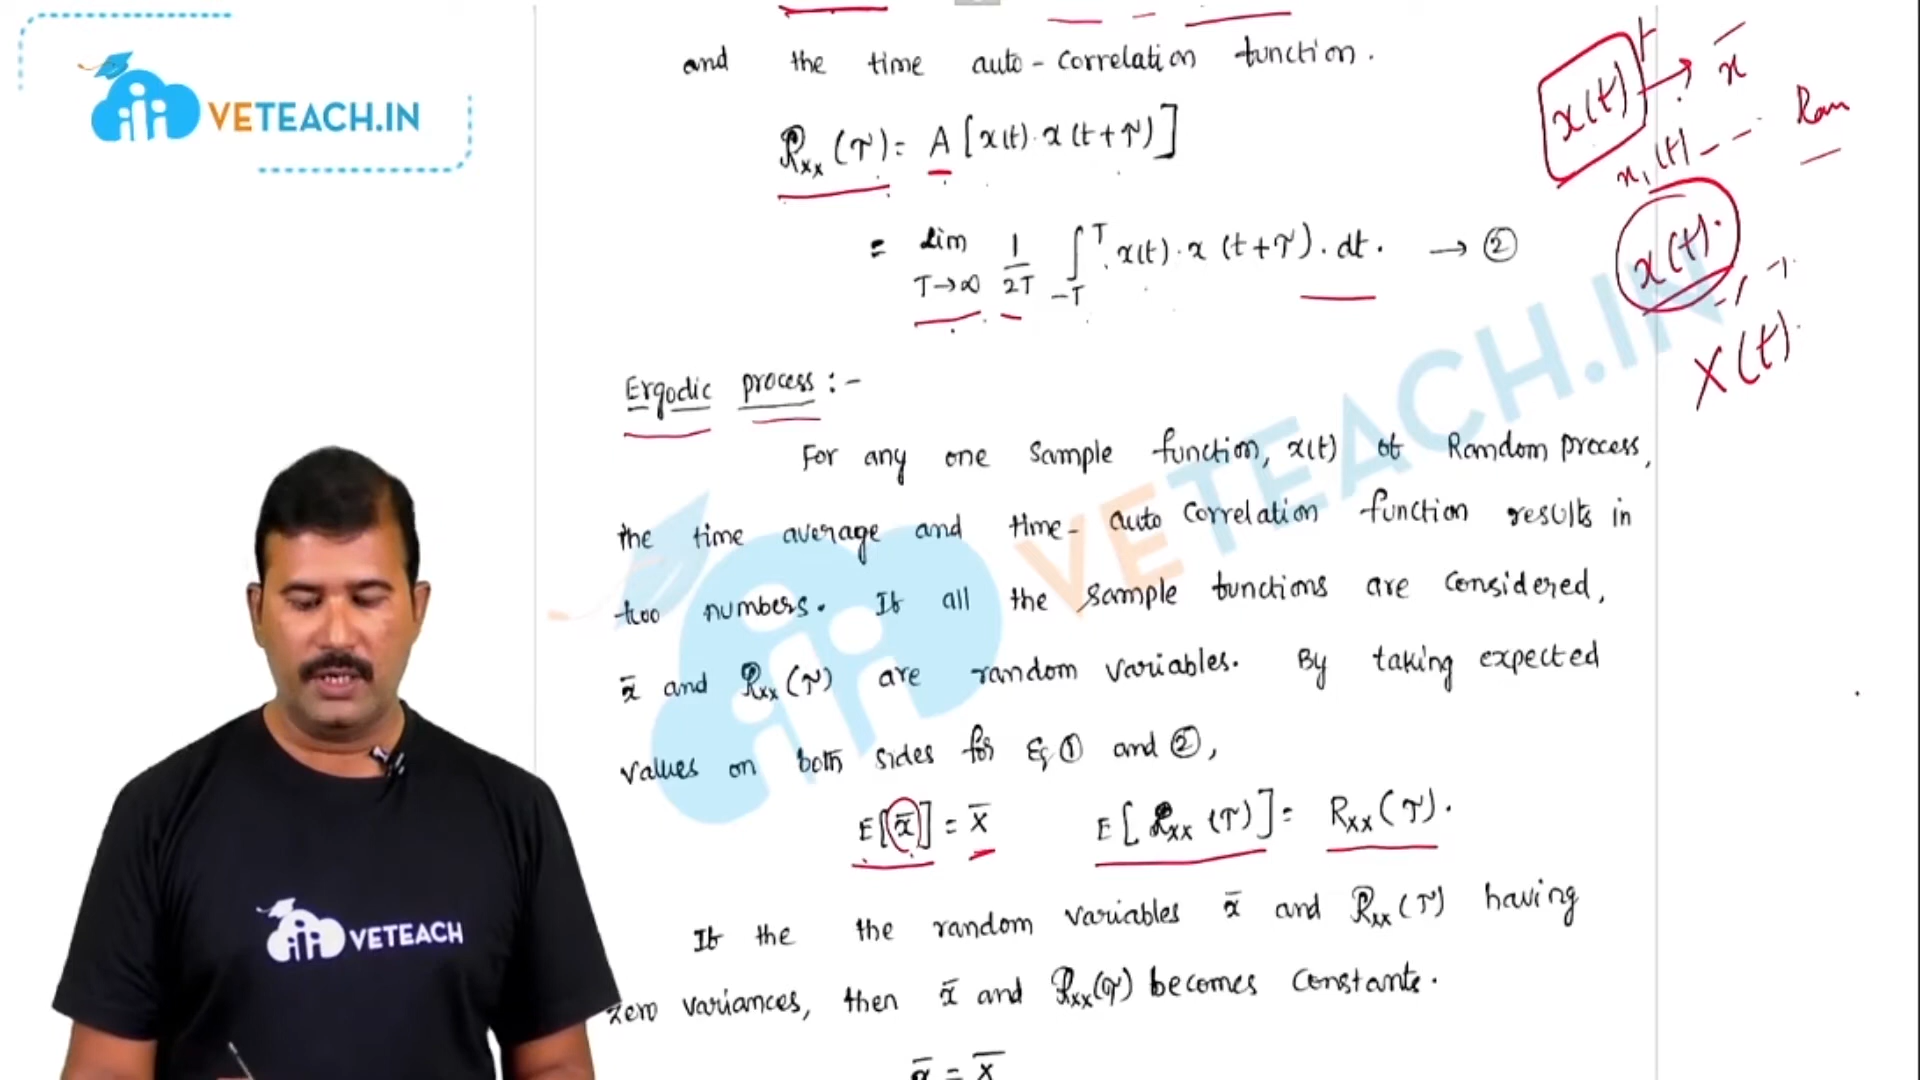 VETEACH.IN
and the time auto-correlation function.
Rxx(τ) = A[x(t)·x(t+τ)]
= Lim T→∞ 1/2T ∫ -T T x(t)·x(t+τ)·dt. → ②
Ergodic process :-
For any one Sample function, x(t) of Random process,
the time average and time-auto Correlation function results in
two numbers. If all the Sample functions are considered,
x̄ and Rxx(τ) are random variables. By taking expected
values on both sides for Eq ① and ②,
E[x̄] = X̄ E[Rxx(τ)] = RXX(τ).
If the the random variables x̄ and Rxx(τ) having
zero variances, then x̄ and Rxx(τ) becomes constants.
x̄ = X̄
x(t) → x̄
x₁(t) - - Ran
x(t).
X(t).
VETEACH.IN
VETEACH